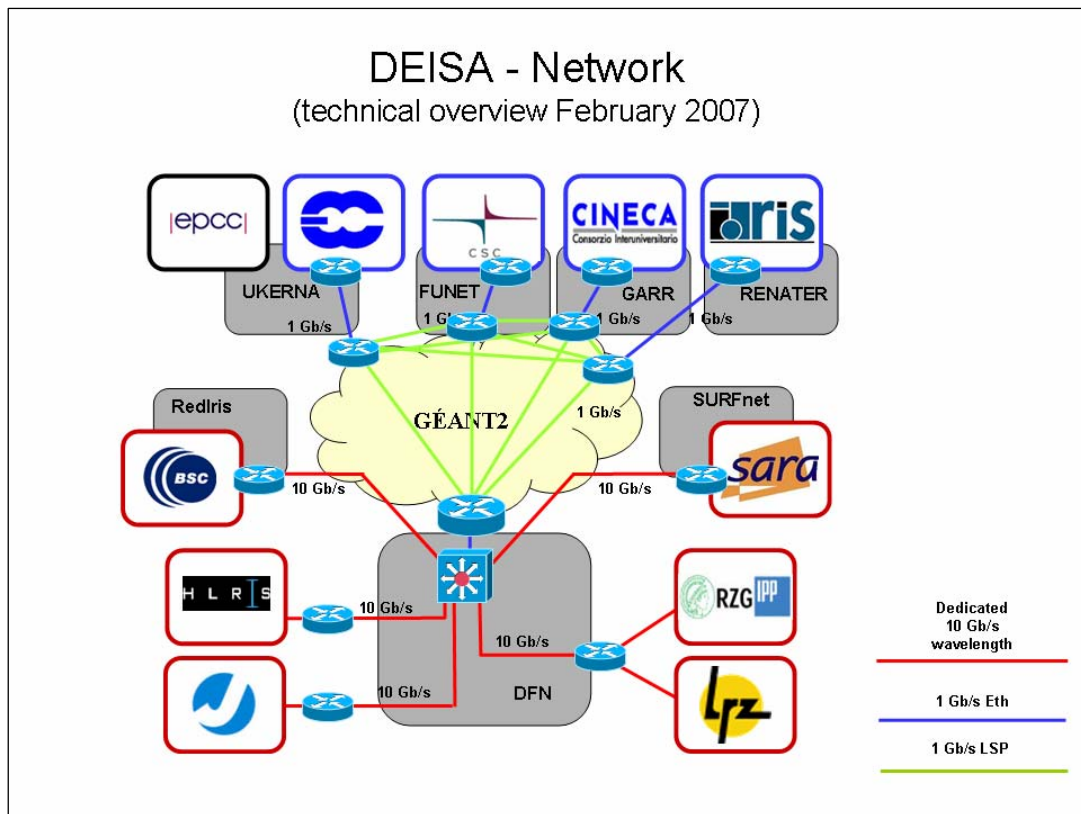 DEISA - Network
(technical overview February 2007)
|epcc|
CSC
CINECA
Consorzio Interuniversitario
idris
UKERNA
FUNET
GARR
RENATER
1 Gb/s
1 Gb/s
1 Gb/s
1 Gb/s
RedIris
SURFnet
GÉANT2
1 Gb/s
BSC
sara
10 Gb/s
10 Gb/s
HLRS
RZG
IPP
10 Gb/s
10 Gb/s
Dedicated
10 Gb/s
wavelength
10 Gb/s
DFN
lrz
1 Gb/s Eth
1 Gb/s LSP